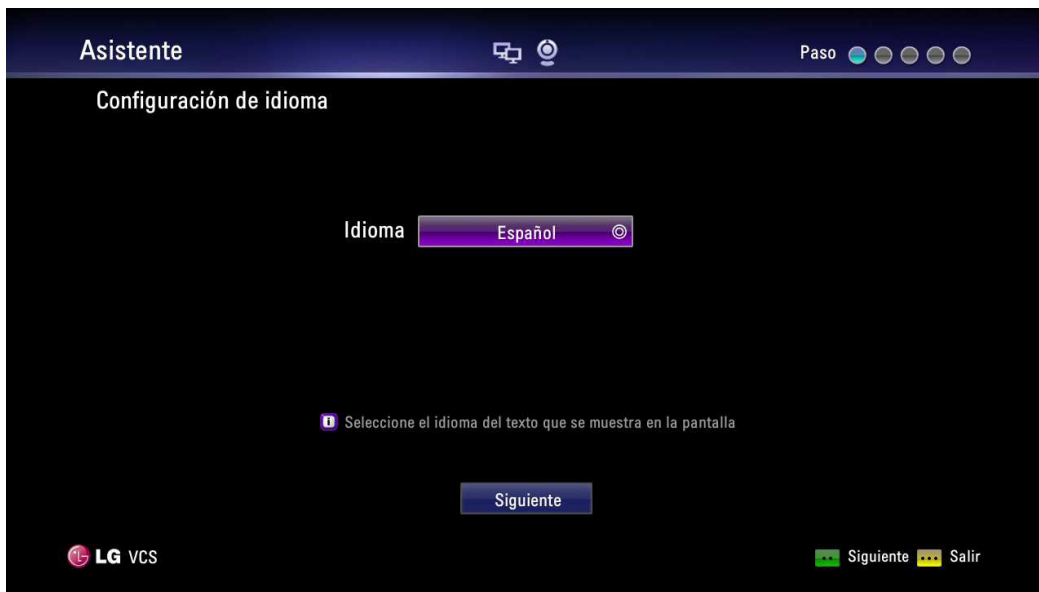 Asistente
Paso
Configuración de idioma
Idioma Español
Seleccione el idioma del texto que se muestra en la pantalla
Siguiente
LG VCS
Siguiente Salir